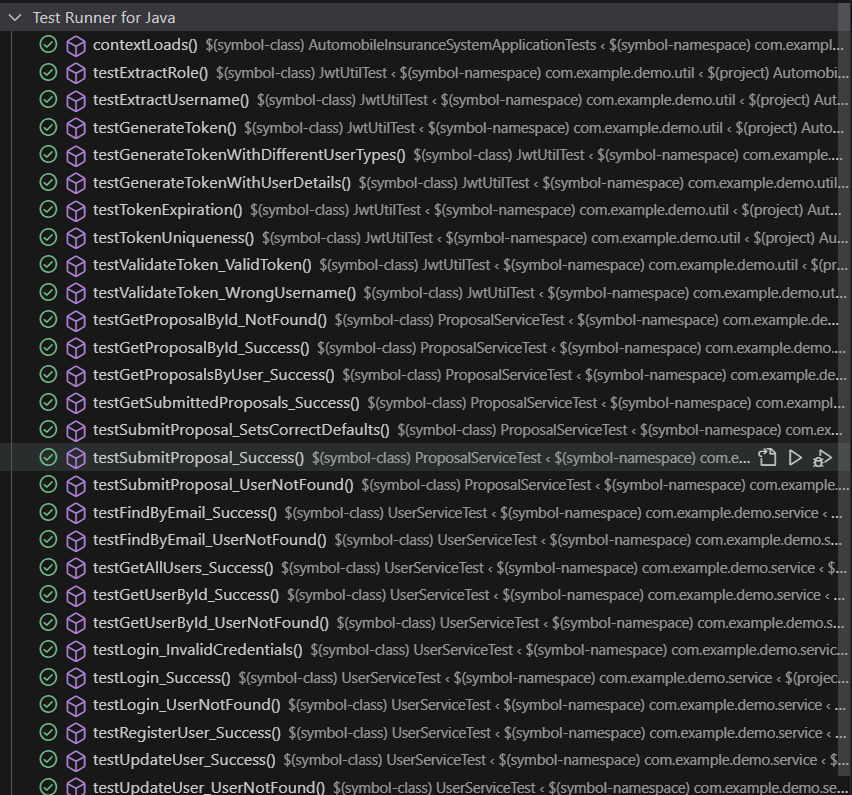 Test Runner for Java
contextLoads() $(symbol-class) AutomobileInsuranceSystemApplicationTests ‹ $(symbol-namespace) com.exampl...
testExtractRole() $(symbol-class) JwtUtilTest ‹ $(symbol-namespace) com.example.demo.util ‹ $(project) Automobi...
testExtractUsername() $(symbol-class) JwtUtilTest ‹ $(symbol-namespace) com.example.demo.util ‹ $(project) Aut...
testGenerateToken() $(symbol-class) JwtUtilTest ‹ $(symbol-namespace) com.example.demo.util ‹ $(project) Auto...
testGenerateTokenWithDifferentUserTypes() $(symbol-class) JwtUtilTest ‹ $(symbol-namespace) com.example....
testGenerateTokenWithUserDetails() $(symbol-class) JwtUtilTest ‹ $(symbol-namespace) com.example.demo.util...
testTokenExpiration() $(symbol-class) JwtUtilTest ‹ $(symbol-namespace) com.example.demo.util ‹ $(project) Aut...
testTokenUniqueness() $(symbol-class) JwtUtilTest ‹ $(symbol-namespace) com.example.demo.util ‹ $(project) Au...
testValidateToken_ValidToken() $(symbol-class) JwtUtilTest ‹ $(symbol-namespace) com.example.demo.util ‹ $(pr...
testValidateToken_WrongUsername() $(symbol-class) JwtUtilTest ‹ $(symbol-namespace) com.example.demo.ut...
testGetProposalById_NotFound() $(symbol-class) ProposalServiceTest ‹ $(symbol-namespace) com.example.de...
testGetProposalById_Success() $(symbol-class) ProposalServiceTest ‹ $(symbol-namespace) com.example.demo....
testGetProposalsByUser_Success() $(symbol-class) ProposalServiceTest ‹ $(symbol-namespace) com.example.de...
testGetSubmittedProposals_Success() $(symbol-class) ProposalServiceTest ‹ $(symbol-namespace) com.exampl...
testSubmitProposal_SetsCorrectDefaults() $(symbol-class) ProposalServiceTest ‹ $(symbol-namespace) com.ex...
testSubmitProposal_Success() $(symbol-class) ProposalServiceTest ‹ $(symbol-namespace) com.e...
testSubmitProposal_UserNotFound() $(symbol-class) ProposalServiceTest ‹ $(symbol-namespace) com.example....
testFindByEmail_Success() $(symbol-class) UserServiceTest ‹ $(symbol-namespace) com.example.demo.service ‹ ...
testFindByEmail_UserNotFound() $(symbol-class) UserServiceTest ‹ $(symbol-namespace) com.example.demo.s...
testGetAllUsers_Success() $(symbol-class) UserServiceTest ‹ $(symbol-namespace) com.example.demo.service ‹ $...
testGetUserById_Success() $(symbol-class) UserServiceTest ‹ $(symbol-namespace) com.example.demo.service ‹ ...
testGetUserById_UserNotFound() $(symbol-class) UserServiceTest ‹ $(symbol-namespace) com.example.demo.s...
testLogin_InvalidCredentials() $(symbol-class) UserServiceTest ‹ $(symbol-namespace) com.example.demo.servic...
testLogin_Success() $(symbol-class) UserServiceTest ‹ $(symbol-namespace) com.example.demo.service ‹ $(projec...
testLogin_UserNotFound() $(symbol-class) UserServiceTest ‹ $(symbol-namespace) com.example.demo.service ‹ ...
testRegisterUser_Success() $(symbol-class) UserServiceTest ‹ $(symbol-namespace) com.example.demo.service ‹ ...
testUpdateUser_Success() $(symbol-class) UserServiceTest ‹ $(symbol-namespace) com.example.demo.service ‹ $...
testUpdateUser_UserNotFound() $(symbol-class) UserServiceTest ‹ $(symbol-namespace) com.example.demo.se...